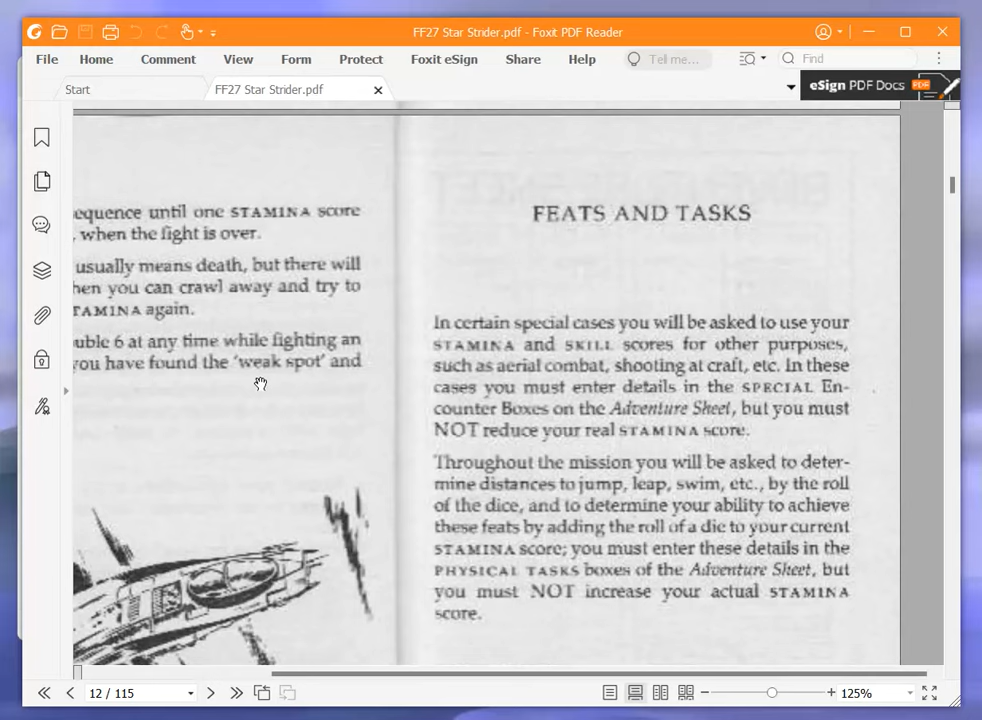 FF27 Star Strider.pdf - Foxit PDF Reader
File Home Comment View Form Protect Foxit eSign Share Help Tell me... Find
Start FF27 Star Strider.pdf eSign PDF Docs PDF
equence until one STAMINA score
, when the fight is over.
usually means death, but there will
hen you can crawl away and try to
TAMINA again.
uble 6 at any time while fighting an
you have found the ‘weak spot’ and
FEATS AND TASKS
In certain special cases you will be asked to use your
STAMINA and SKILL scores for other purposes,
such as aerial combat, shooting at craft, etc. In these
cases you must enter details in the SPECIAL En-
counter Boxes on the Adventure Sheet, but you must
NOT reduce your real STAMINA score.
Throughout the mission you will be asked to deter-
mine distances to jump, leap, swim, etc., by the roll
of the dice, and to determine your ability to achieve
these feats by adding the roll of a die to your current
STAMINA score; you must enter these details in the
PHYSICAL TASKS boxes of the Adventure Sheet, but
you must NOT increase your actual STAMINA
score.
12 / 115 125%